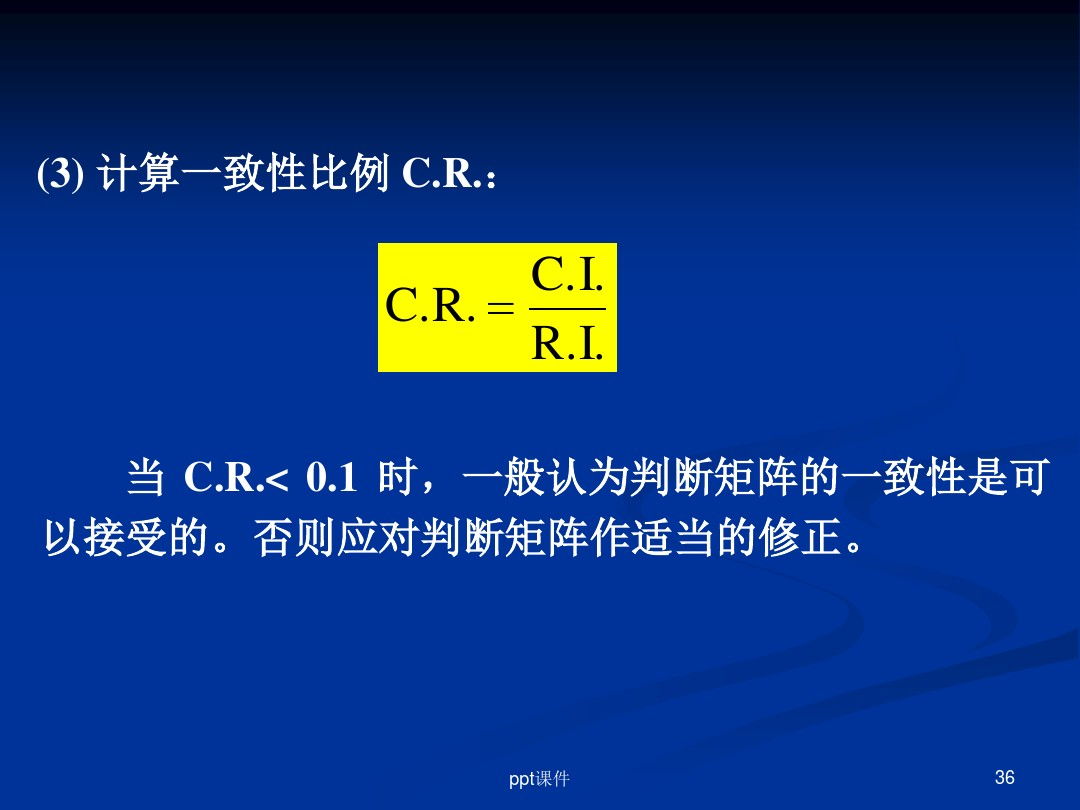 (3) 计算一致性比例 C.R.：
C.R. = C.I. / R.I.
当 C.R.< 0.1 时，一般认为判断矩阵的一致性是可
以接受的。否则应对判断矩阵作适当的修正。
ppt课件
36